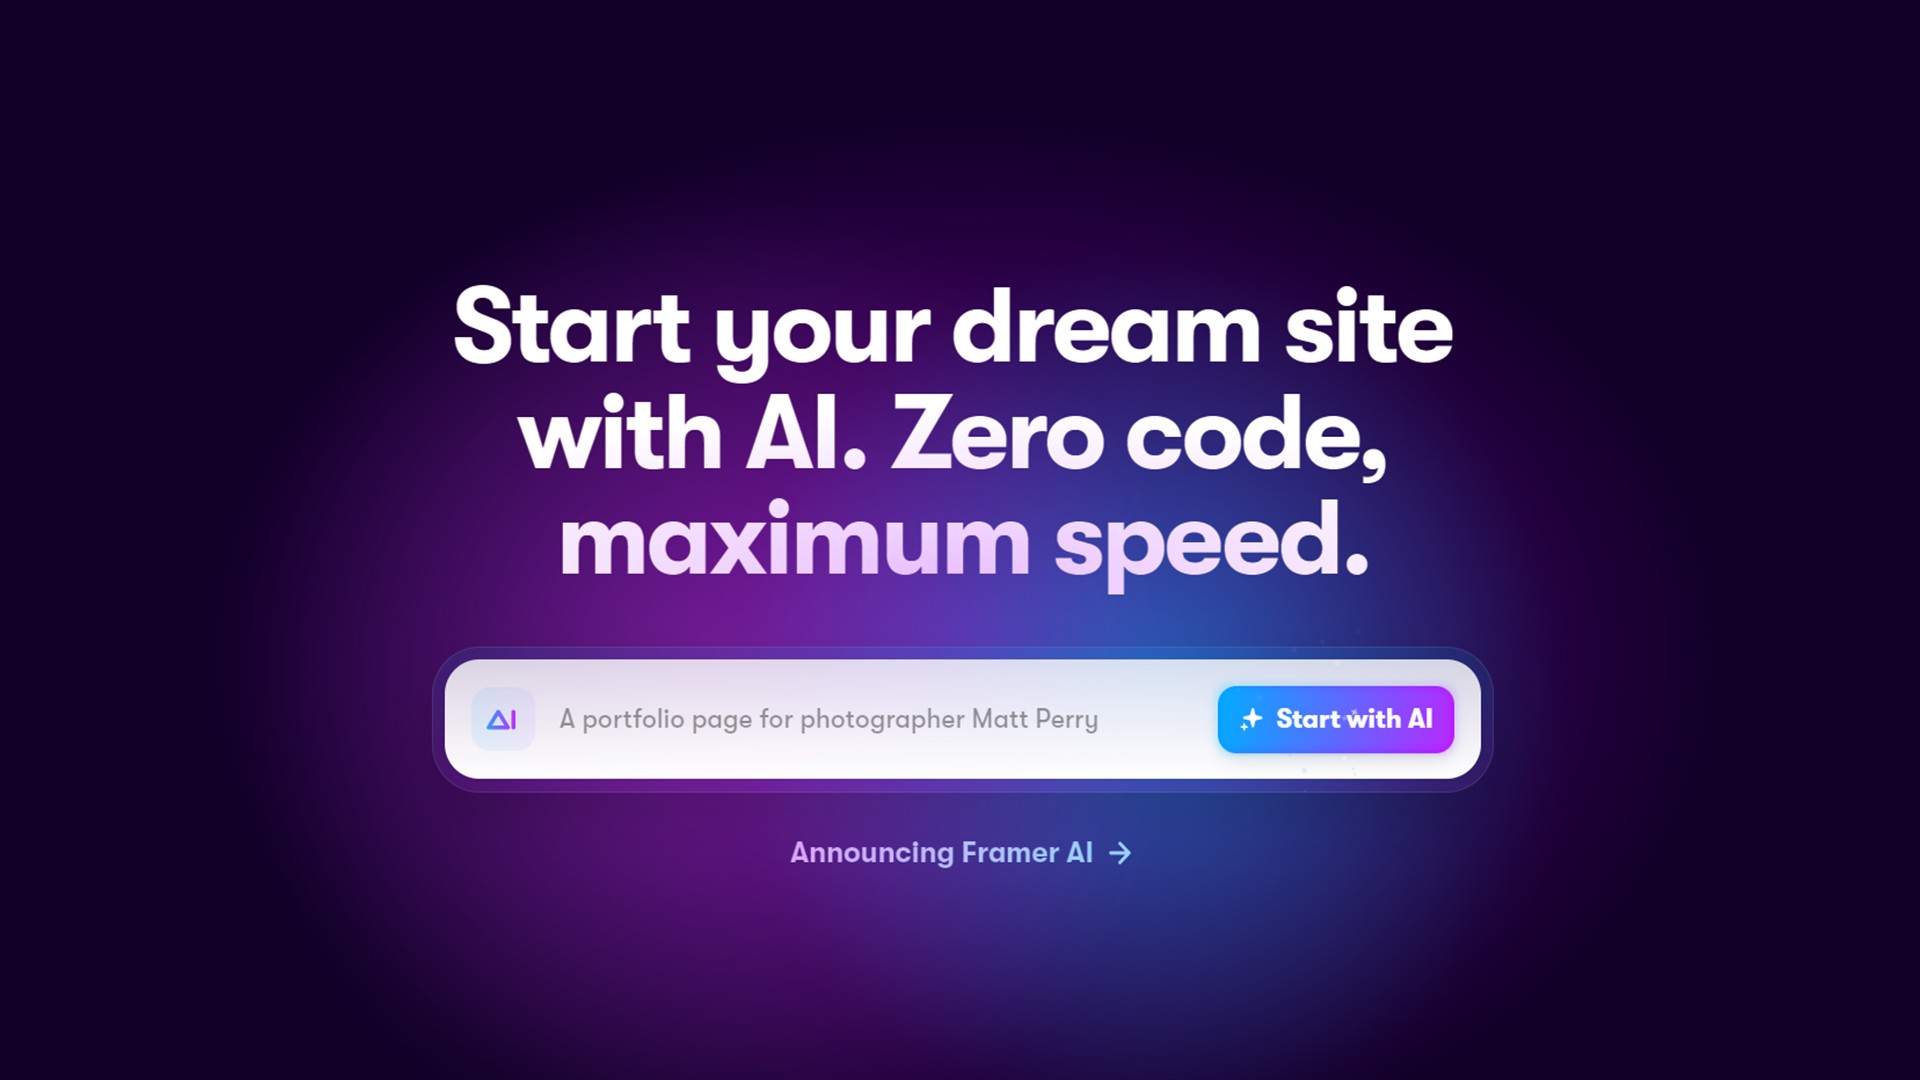 Start your dream site
with AI. Zero code,
maximum speed.
AI
A portfolio page for photographer Matt Perry
Start with AI
Announcing Framer AI →